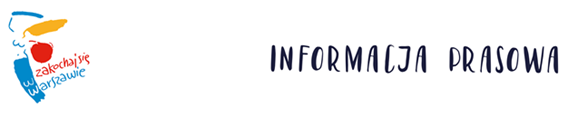 zakochaj się
w
Warszawie
INFORMACJA PRASOWA